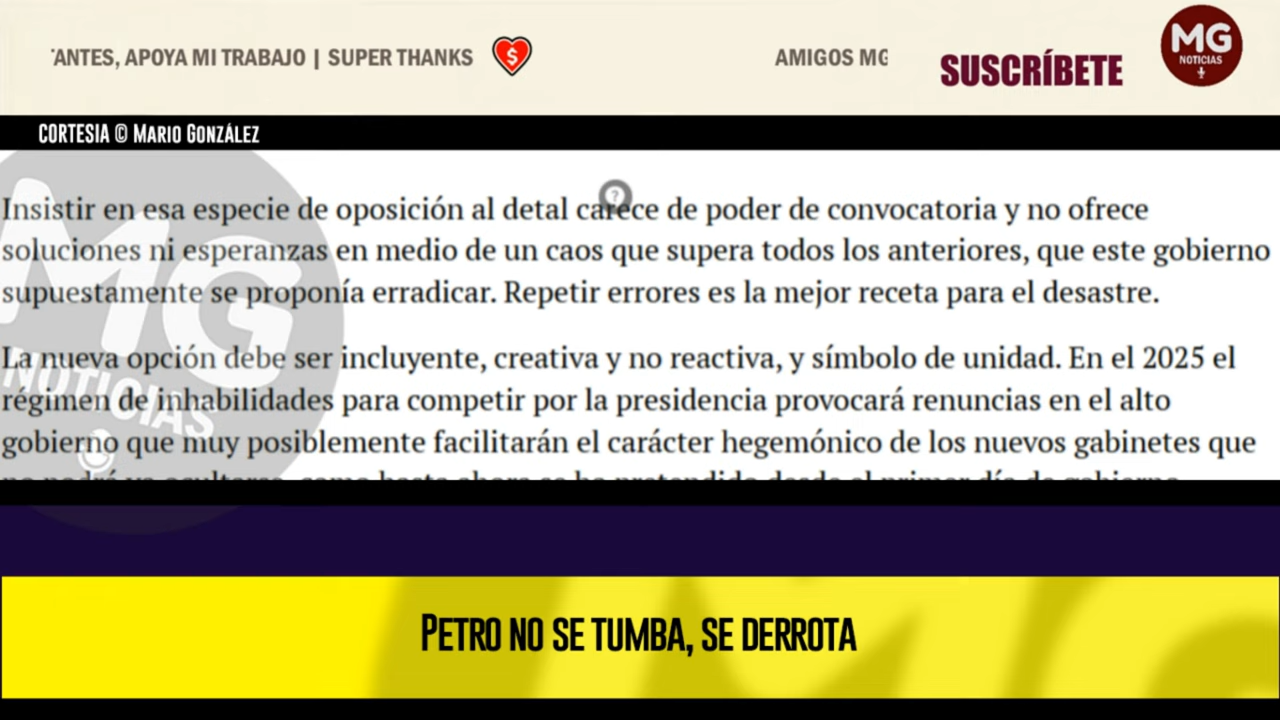 ANTES, APOYA MI TRABAJO | SUPER THANKS
AMIGOS MG
SUSCRÍBETE
MG
NOTICIAS
CORTESIA © MARIO GONZÁLEZ
Insistir en esa especie de oposición al detal carece de poder de convocatoria y no ofrece
soluciones ni esperanzas en medio de un caos que supera todos los anteriores, que este gobierno
supuestamente se proponía erradicar. Repetir errores es la mejor receta para el desastre.
La nueva opción debe ser incluyente, creativa y no reactiva, y símbolo de unidad. En el 2025 el
régimen de inhabilidades para competir por la presidencia provocará renuncias en el alto
gobierno que muy posiblemente facilitarán el carácter hegemónico de los nuevos gabinetes que
MG
NOTICIAS
PETRO NO SE TUMBA, SE DERROTA